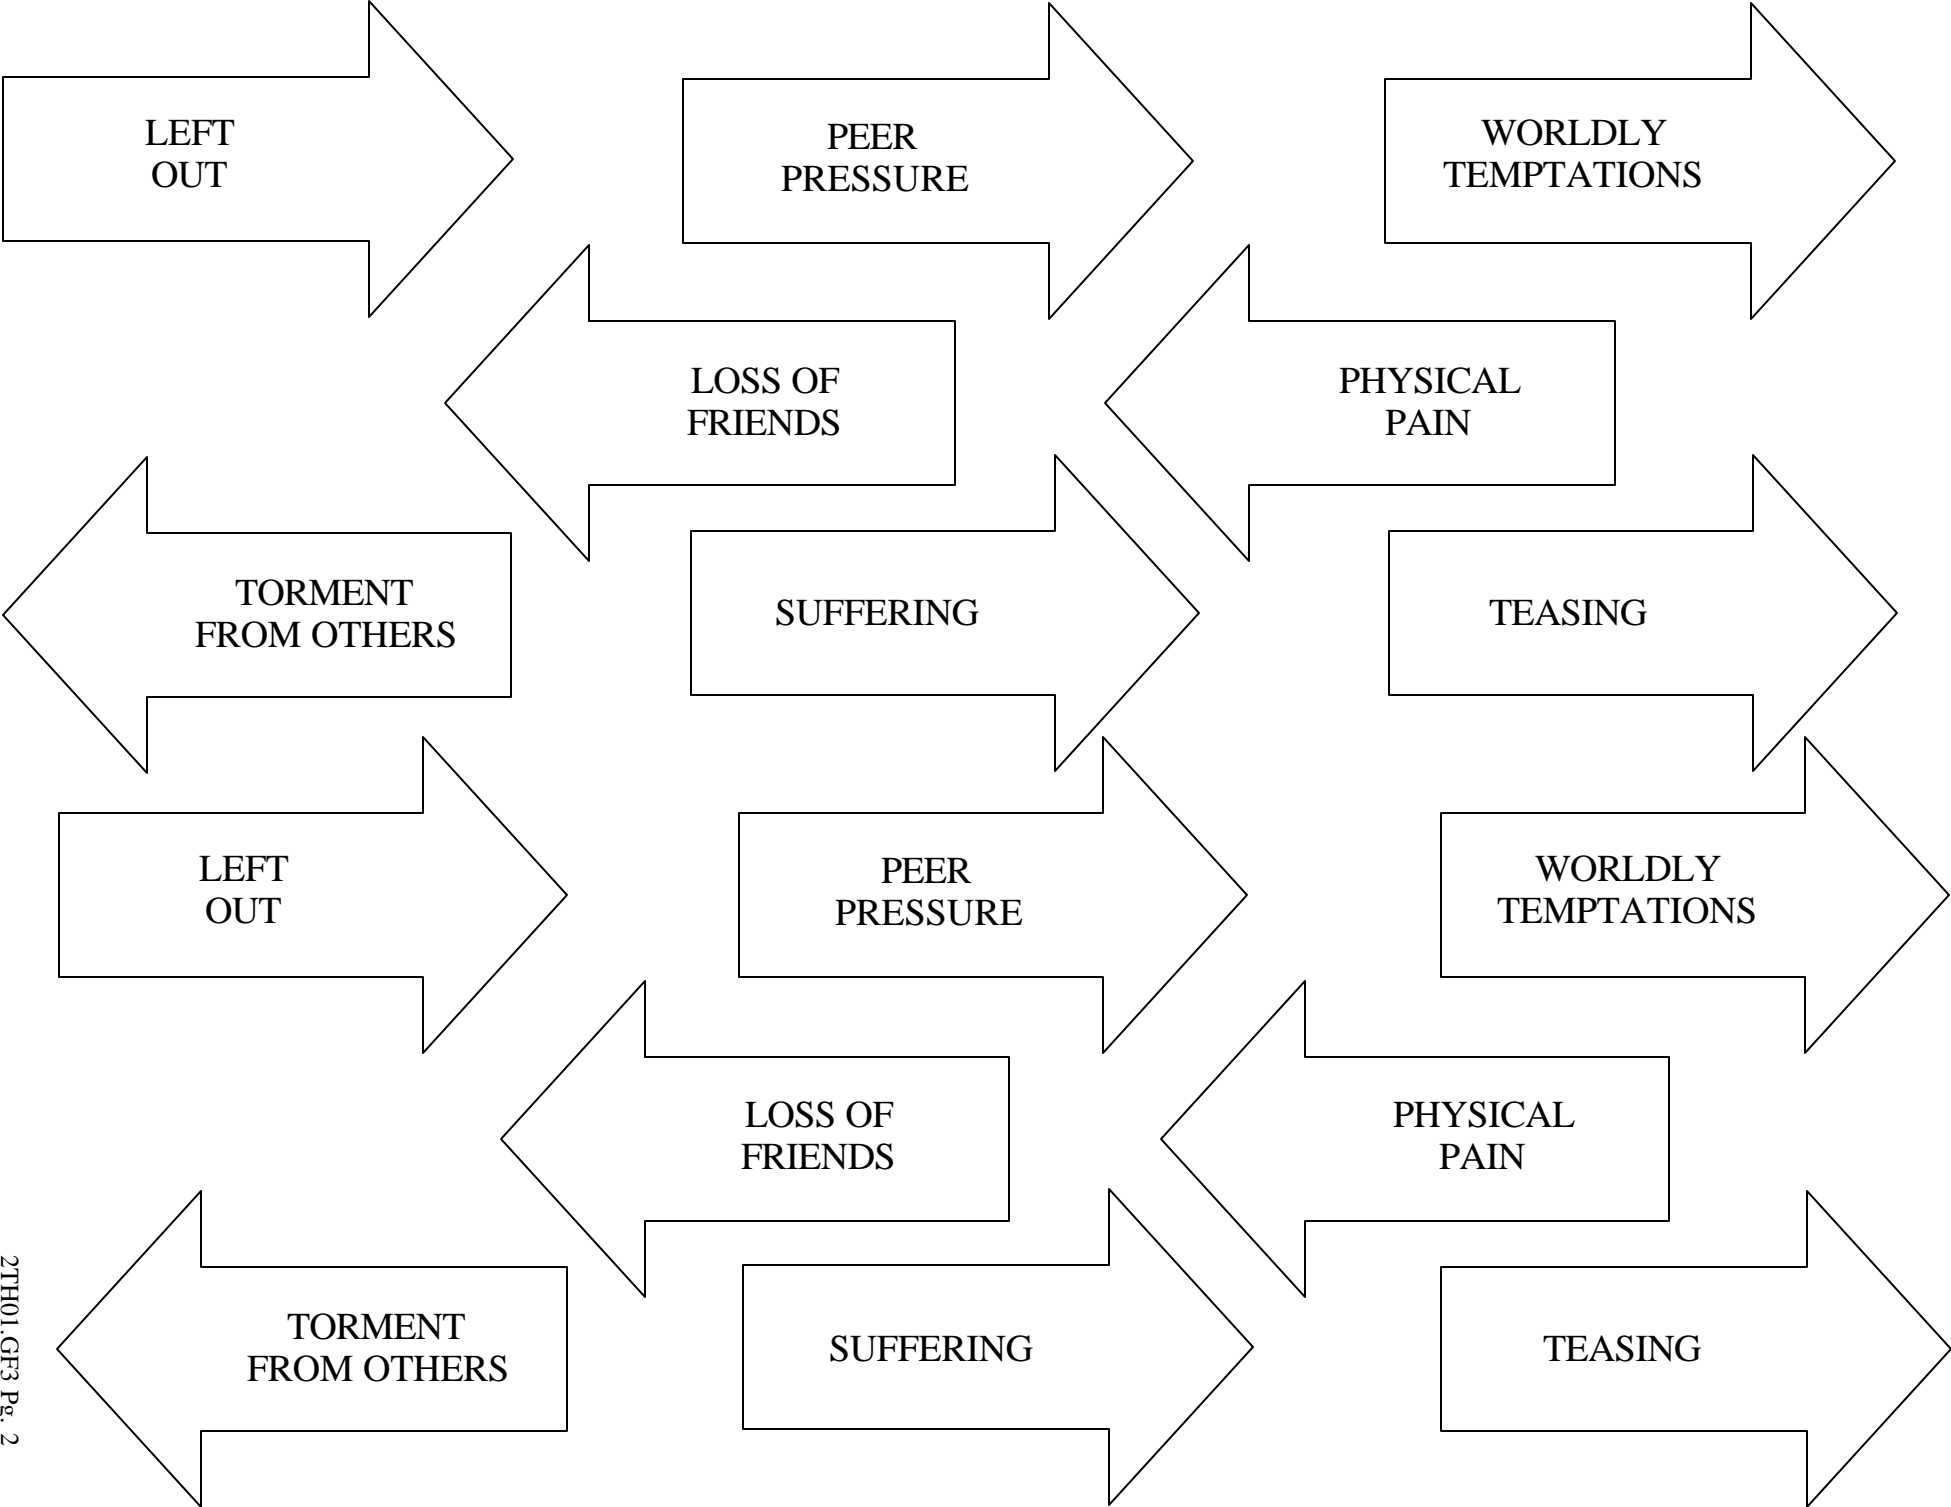 LEFT
OUT
PEER
PRESSURE
WORLDLY
TEMPTATIONS
LOSS OF
FRIENDS
PHYSICAL
PAIN
TORMENT
FROM OTHERS
SUFFERING
TEASING
LEFT
OUT
PEER
PRESSURE
WORLDLY
TEMPTATIONS
LOSS OF
FRIENDS
PHYSICAL
PAIN
TORMENT
FROM OTHERS
SUFFERING
TEASING
2TH01.GF3 Pg. 2